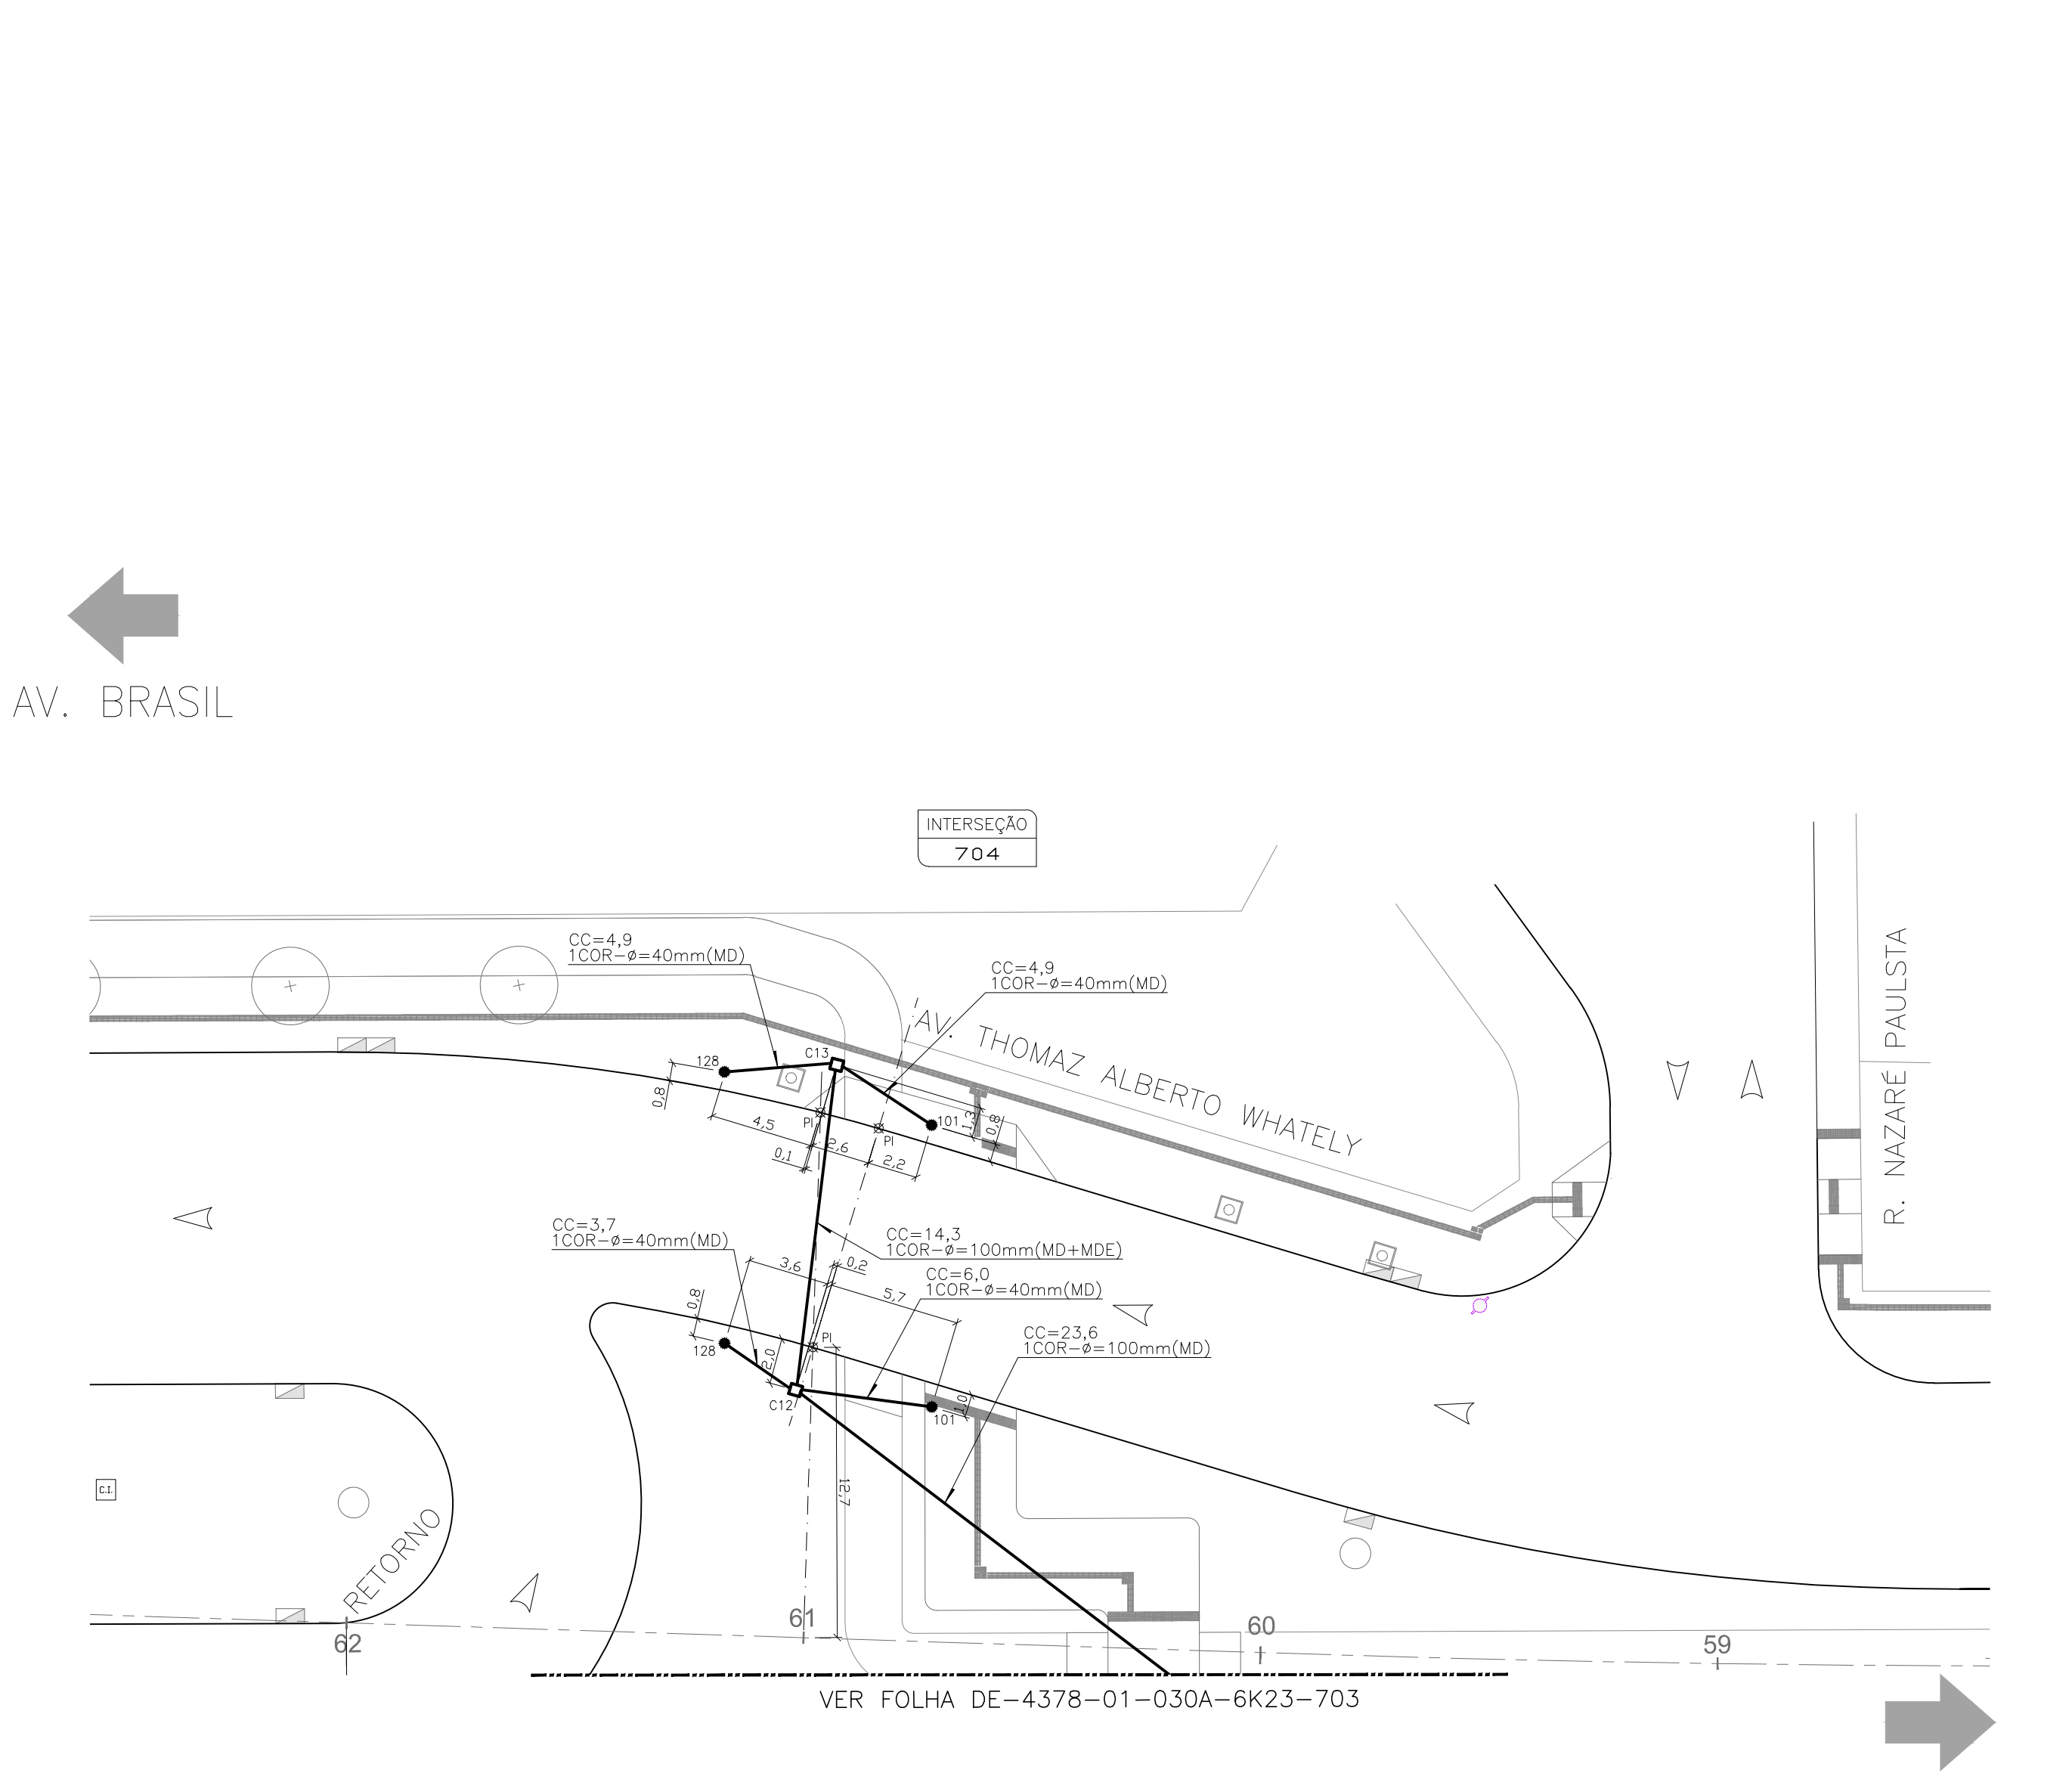 AV. BRASIL
INTERSEÇÃO
704
CC=4,9
1COR-ø=40mm(MD)
CC=4,9
1COR-ø=40mm(MD)
AV. THOMAZ ALBERTO WHATELY
R. NAZARÉ PAULSTA
C13
128
101
0,8
4,5
PI
2,6
0,1
PI
2,2
1,3
0,8
CC=3,7
1COR-ø=40mm(MD)
CC=14,3
1COR-ø=100mm(MD+MDE)
3,6
0,2
CC=6,0
1COR-ø=40mm(MD)
5,7
0,8
CC=23,6
1COR-ø=100mm(MD)
PI
128
2,0
C12
1,0
101
12,7
C.I.
RETORNO
62
61
60
59
VER FOLHA DE-4378-01-030A-6K23-703